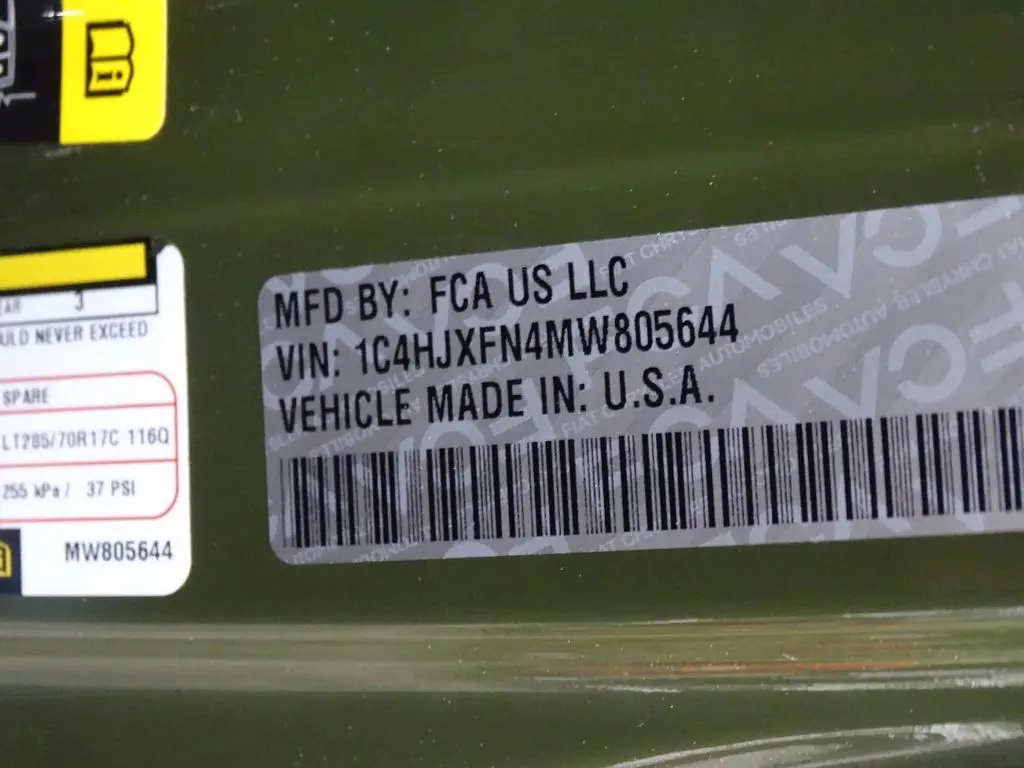 EAR 3
ULD NEVER EXCEED
SPARE
LT285/70R17C 116Q
255 kPa / 37 PSI
MW805644
MFD BY: FCA US LLC
VIN: 1C4HJXFN4MW805644
VEHICLE MADE IN: U.S.A.